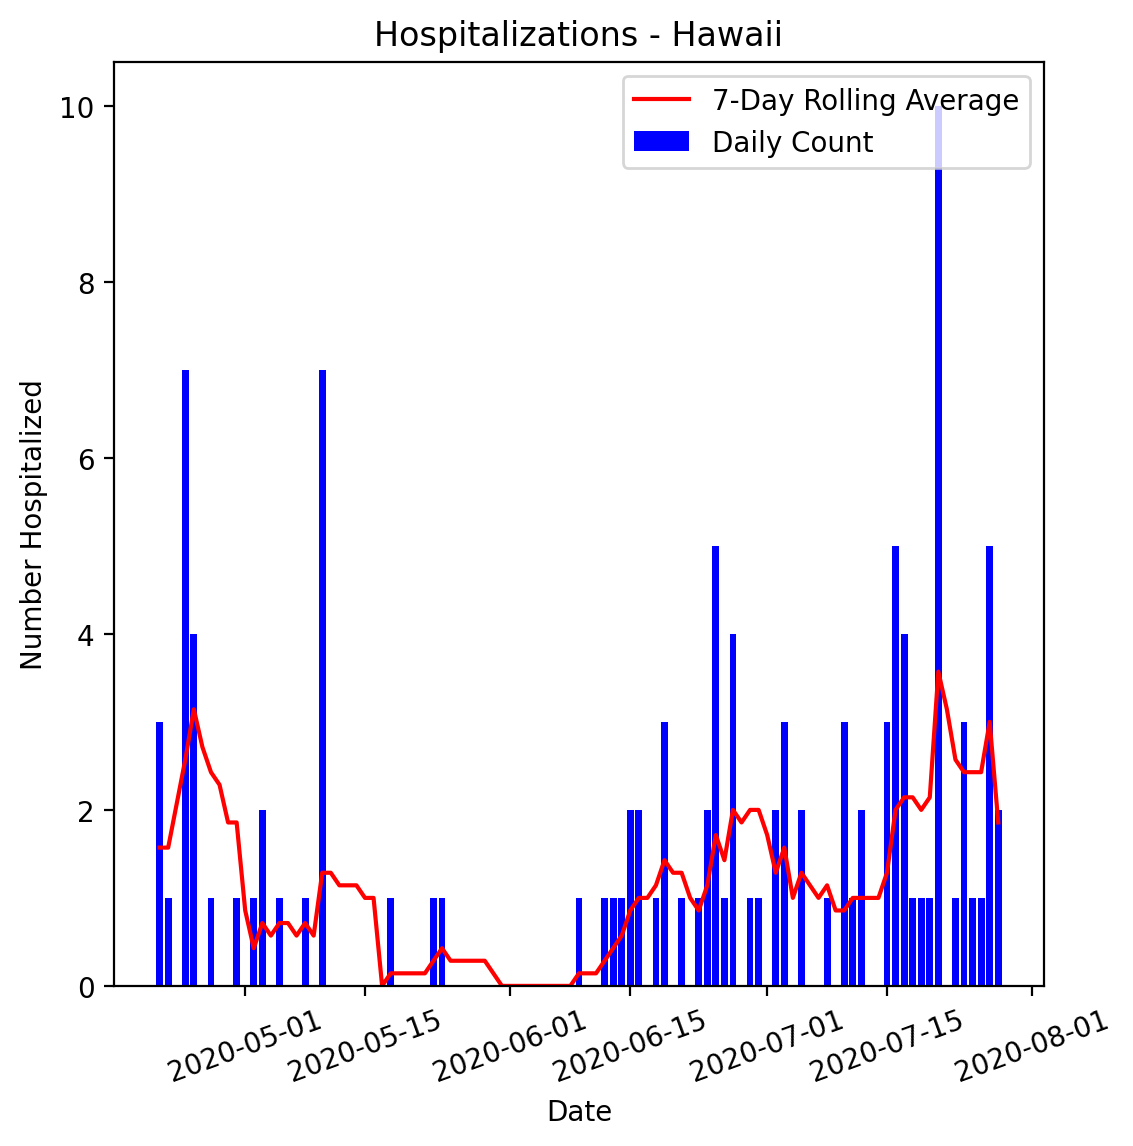 Hospitalizations - Hawaii
7-Day Rolling Average
Daily Count
Number Hospitalized
10
8
6
4
2
0
2020-05-01
2020-05-15
2020-06-01
2020-06-15
2020-07-01
2020-07-15
2020-08-01
Date